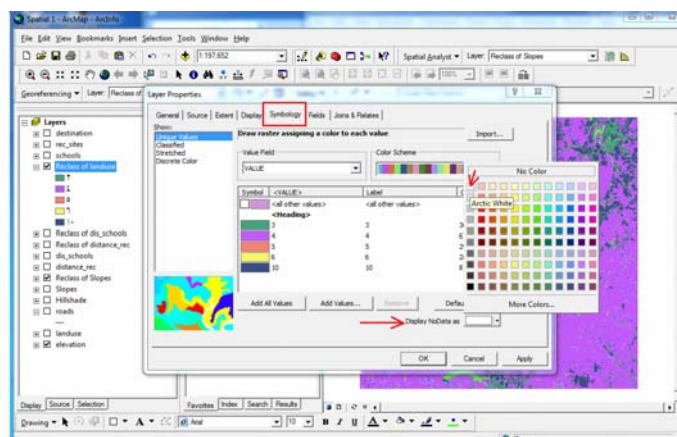 Spatial 1 - ArcMap - ArcInfo
File Edit View Bookmarks Insert Selection Tools Window Help
1:197,652
Spatial Analyst Layer: Reclass of Slopes
Georeferencing Layer: Reclass of
Layer Properties
General Source Extent Display Symbology Fields Joins & Relates
Show:
Unique Values
Classified
Stretched
Discrete Color
Draw raster assigning a color to each value
Import...
Value Field
VALUE
Color Scheme
Symbol <VALUE> Label
<all other values> <all other values>
<Heading>
3 3
4 4
5 5
6 6
10 10
Add All Values Add Values... Remove
Display NoData as
OK Cancel Apply
No Color
Arctic White
More Colors...
Layers
destination
rec_sites
schools
Reclass of landuse
٣
٤
٥
٦
١٠
Reclass of dis_schools
Reclass of distance_rec
dis_schools
distance_rec
Reclass of Slopes
Slopes
Hillshade
roads
landuse
elevation
Display Source Selection
Favorites Index Search Results
Drawing Arial 10 B I U A